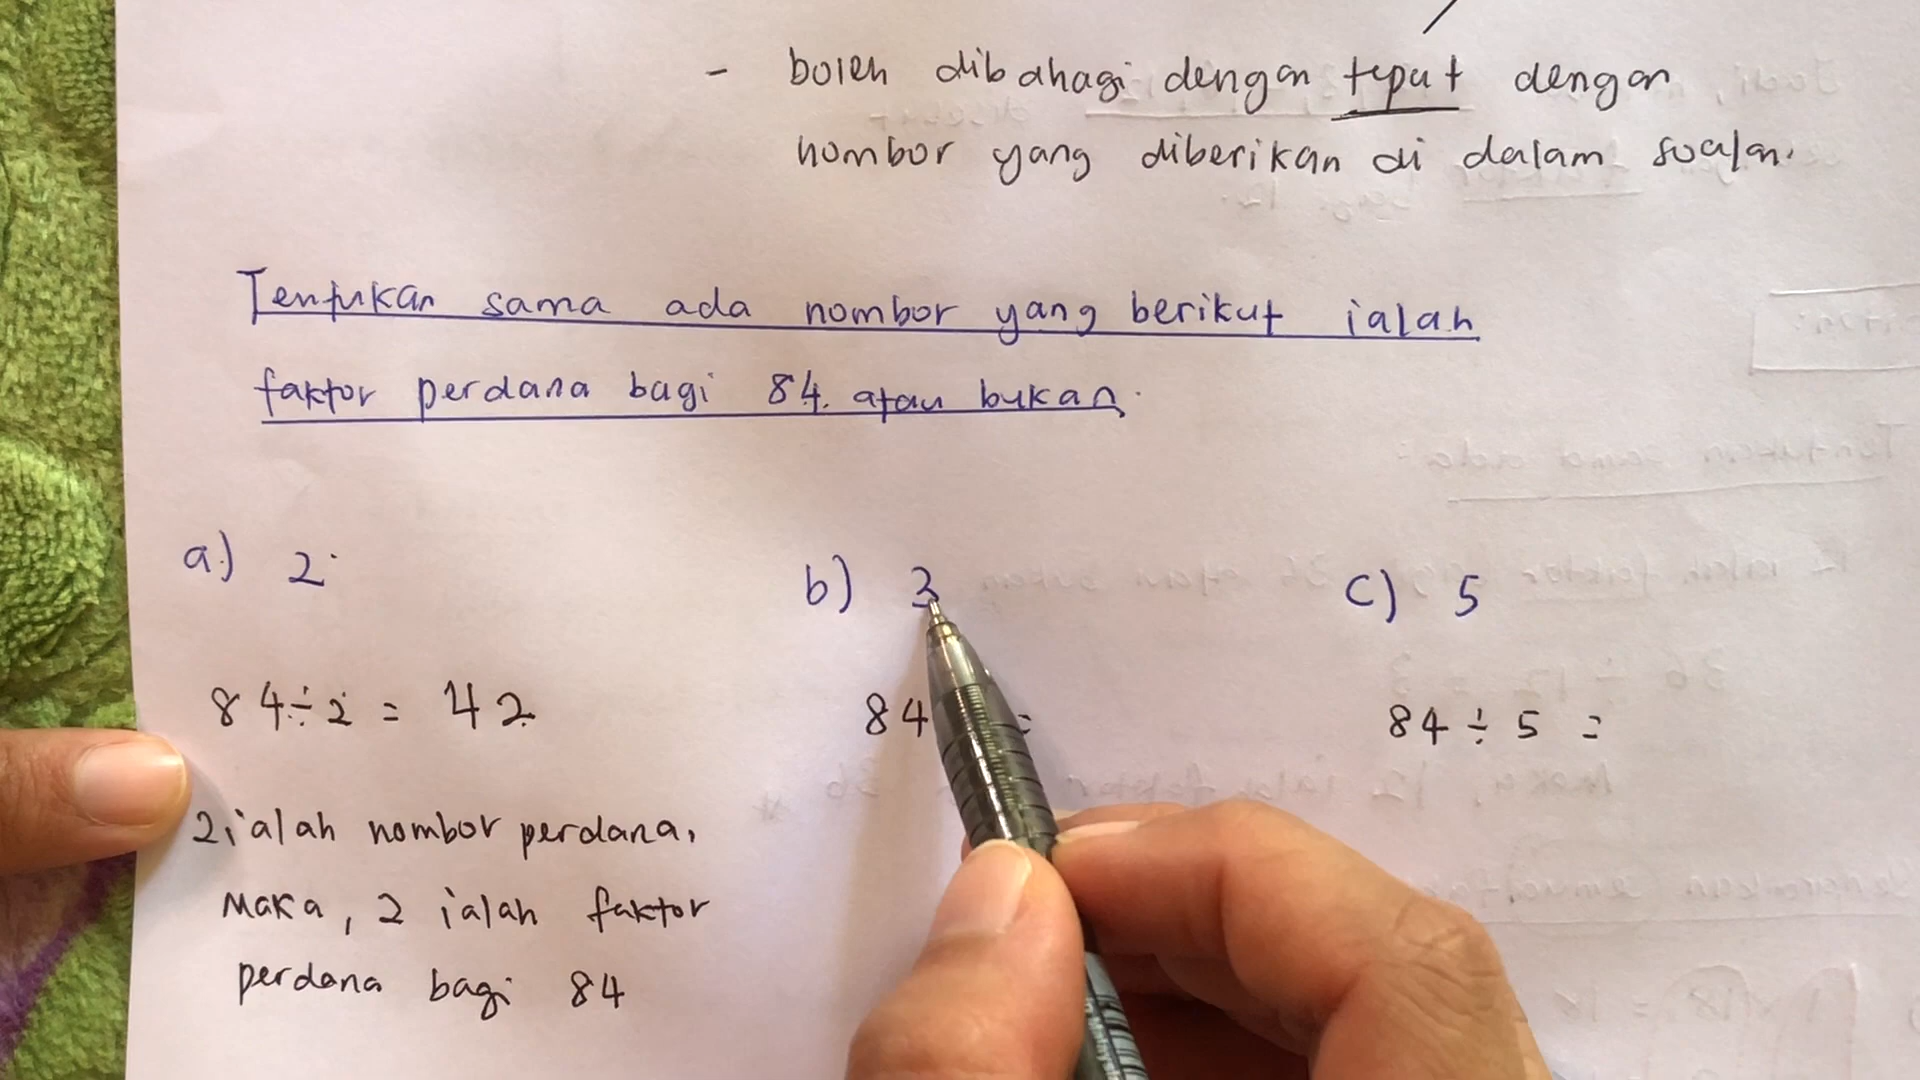 - boleh dibahagi dengan tepat dengan
nombor yang diberikan di dalam soalan.
Tentukan sama ada nombor yang berikut ialah
faktor perdana bagi 84. atau bukan.
a) 2
b) 3
c) 5
84÷2 = 42
84 =
84 ÷ 5 =
2 ialah nombor perdana,
Maka, 2 ialah faktor
perdana bagi 84